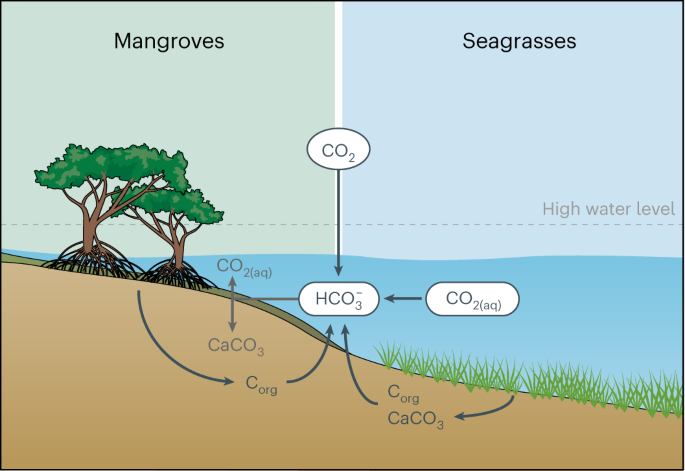 Mangroves
Seagrasses
CO₂
High water level
CO₂₍aq₎
HCO₃⁻
CO₂₍aq₎
CaCO₃
Corg
Corg
CaCO₃